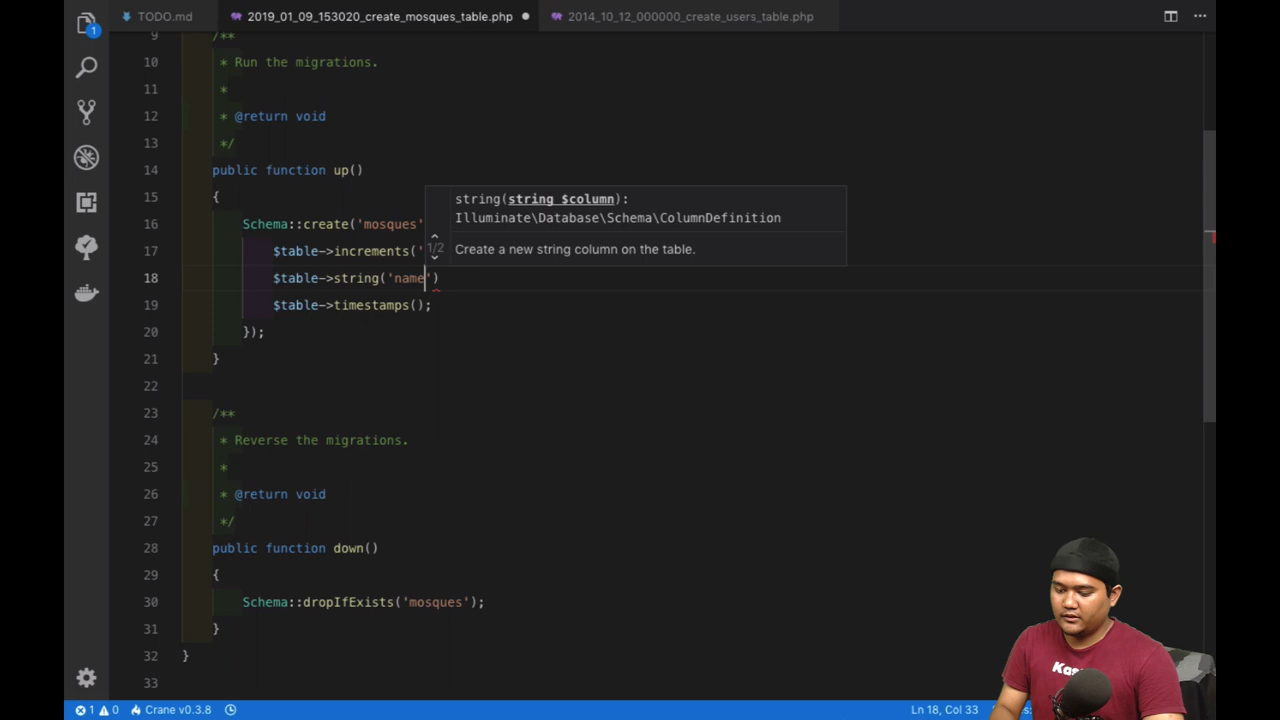 TODO.md
2019_01_09_153020_create_mosques_table.php
2014_10_12_000000_create_users_table.php
1
9 /**
10 * Run the migrations.
11 *
12 * @return void
13 */
14 public function up()
15 {
16 Schema::create('mosques'
17 $table->increments('
18 $table->string('name')
19 $table->timestamps();
20 });
21 }
22
23 /**
24 * Reverse the migrations.
25 *
26 * @return void
27 */
28 public function down()
29 {
30 Schema::dropIfExists('mosques');
31 }
32 }
33
string(string $column):
Illuminate\Database\Schema\ColumnDefinition
1/2
Create a new string column on the table.
1 0 Crane v0.3.8
Ln 18, Col 33